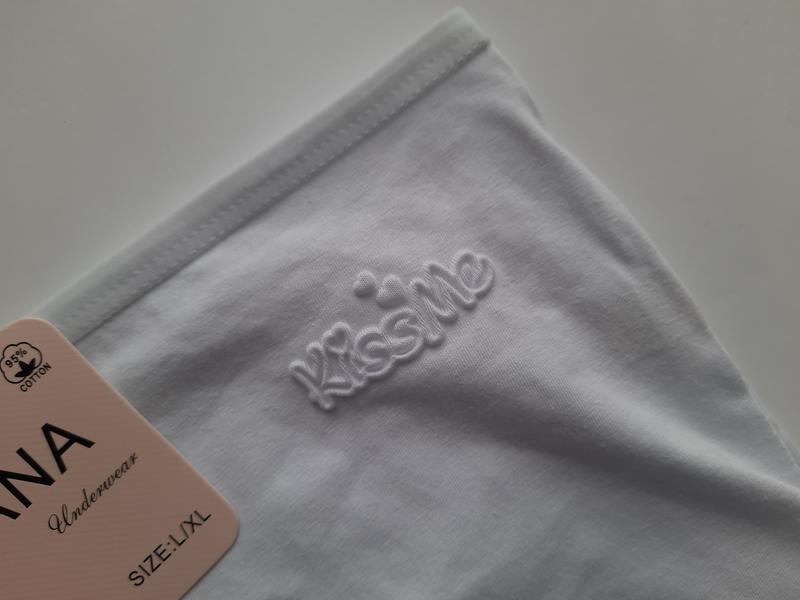 KissMe
95%
COTTON
NA
Underwear
SIZE:L/XL